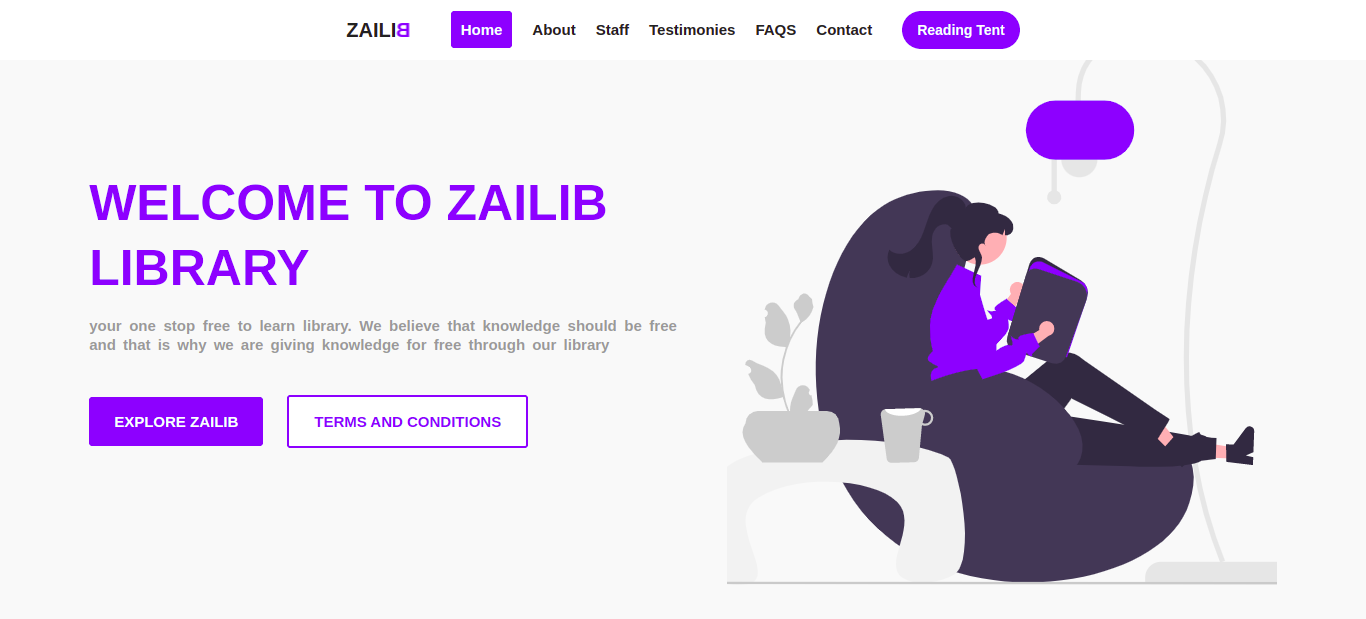 ZAILIB Home About Staff Testimonies FAQS Contact Reading Tent
WELCOME TO ZAILIB
LIBRARY
your one stop free to learn library. We believe that knowledge should be free
and that is why we are giving knowledge for free through our library
EXPLORE ZAILIB TERMS AND CONDITIONS